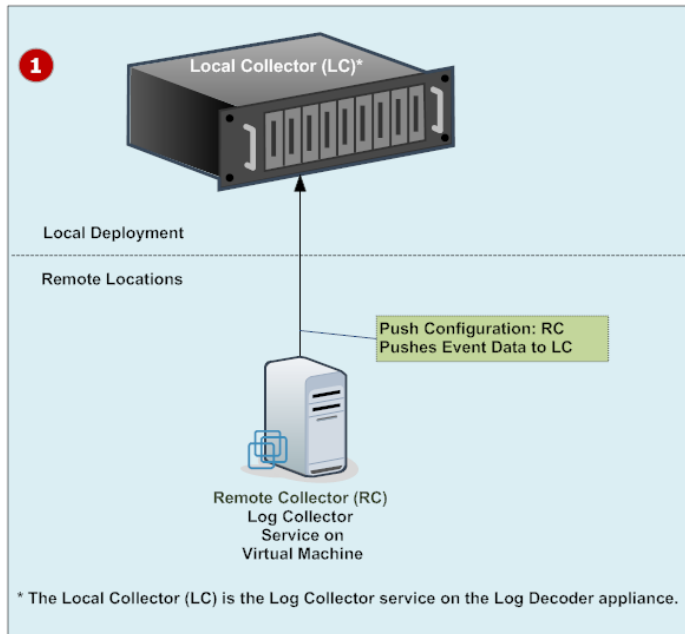 1
Local Collector (LC)*
Local Deployment
Remote Locations
Push Configuration: RC
Pushes Event Data to LC
Remote Collector (RC)
Log Collector
Service on
Virtual Machine
* The Local Collector (LC) is the Log Collector service on the Log Decoder appliance.